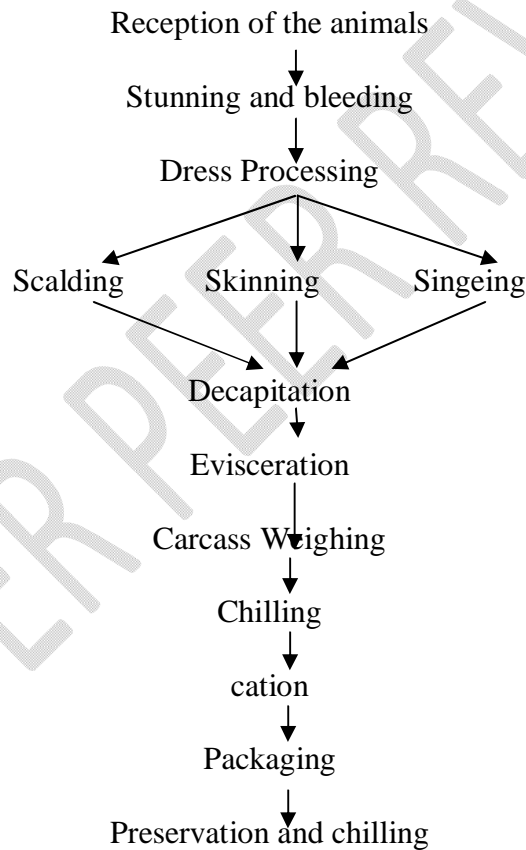 Reception of the animals
Stunning and bleeding
Dress Processing
Scalding Skinning Singeing
Decapitation
Evisceration
Carcass Weighing
Chilling
cation
Packaging
Preservation and chilling
PEER